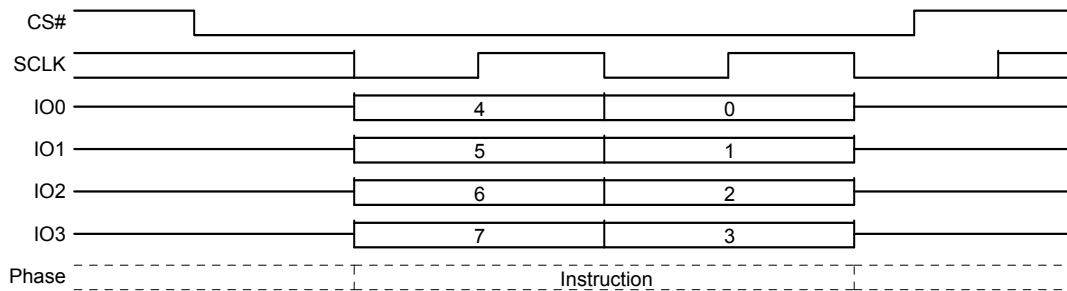 CS#
SCLK
IO0 4 0
IO1 5 1
IO2 6 2
IO3 7 3
Phase Instruction